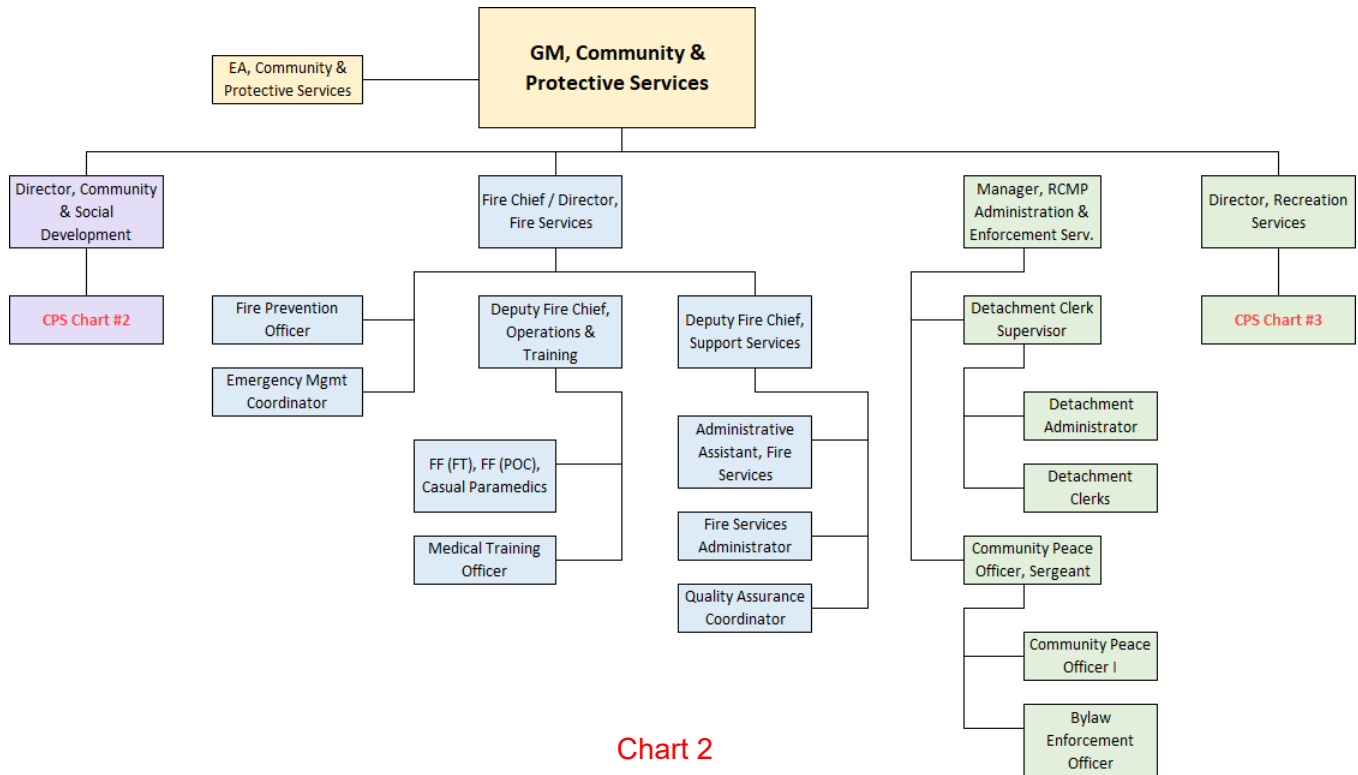 GM, Community &
Protective Services
EA, Community &
Protective Services
Director, Community
& Social
Development
Fire Chief / Director,
Fire Services
Manager, RCMP
Administration &
Enforcement Serv.
Director, Recreation
Services
CPS Chart #2
Fire Prevention
Officer
Emergency Mgmt
Coordinator
Deputy Fire Chief,
Operations &
Training
FF (FT), FF (POC),
Casual Paramedics
Medical Training
Officer
Deputy Fire Chief,
Support Services
Administrative
Assistant, Fire
Services
Fire Services
Administrator
Quality Assurance
Coordinator
Detachment Clerk
Supervisor
Detachment
Administrator
Detachment
Clerks
Community Peace
Officer, Sergeant
Community Peace
Officer I
Bylaw
Enforcement
Officer
CPS Chart #3
Chart 2